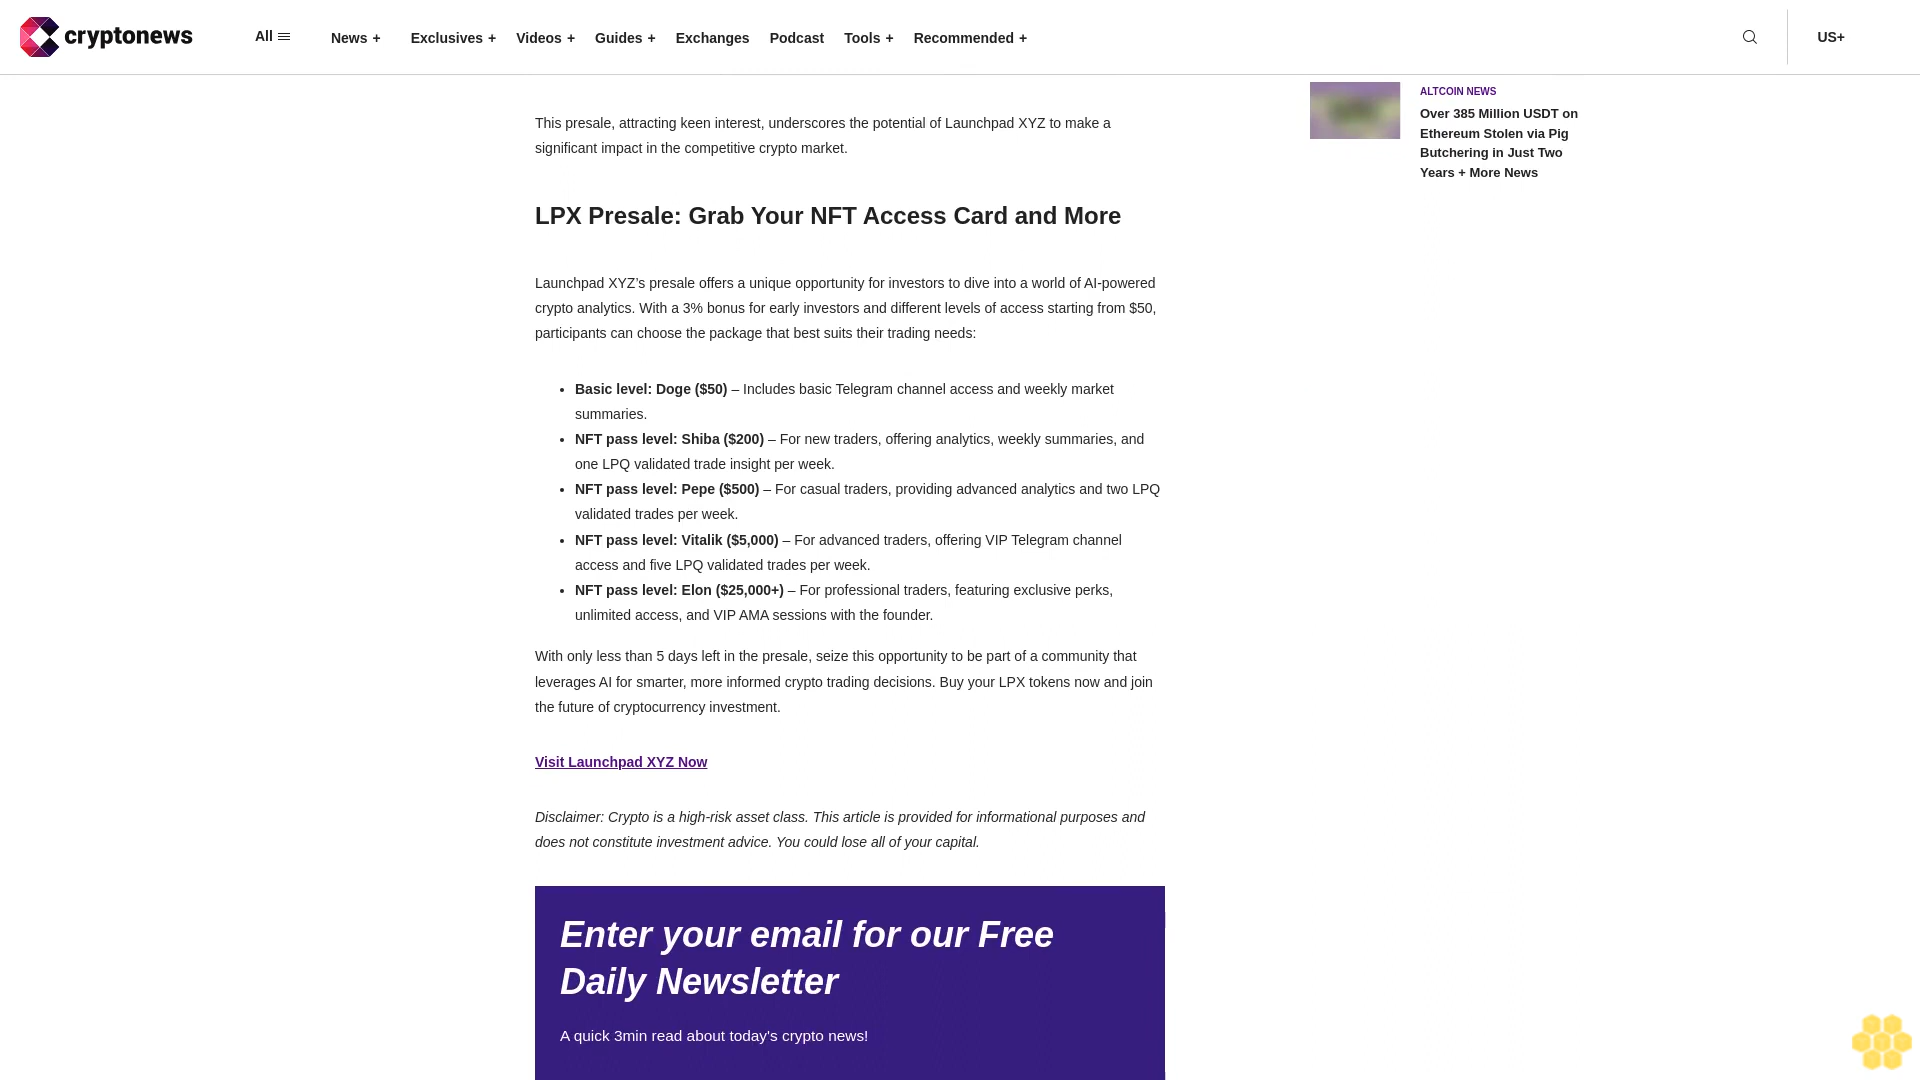 cryptonews
All
News +
Exclusives +
Videos +
Guides +
Exchanges
Podcast
Tools +
Recommended +
US+
This presale, attracting keen interest, underscores the potential of Launchpad XYZ to make a
significant impact in the competitive crypto market.
LPX Presale: Grab Your NFT Access Card and More
Launchpad XYZ’s presale offers a unique opportunity for investors to dive into a world of AI-powered
crypto analytics. With a 3% bonus for early investors and different levels of access starting from $50,
participants can choose the package that best suits their trading needs:
• Basic level: Doge ($50) – Includes basic Telegram channel access and weekly market
summaries.
• NFT pass level: Shiba ($200) – For new traders, offering analytics, weekly summaries, and
one LPQ validated trade insight per week.
• NFT pass level: Pepe ($500) – For casual traders, providing advanced analytics and two LPQ
validated trades per week.
• NFT pass level: Vitalik ($5,000) – For advanced traders, offering VIP Telegram channel
access and five LPQ validated trades per week.
• NFT pass level: Elon ($25,000+) – For professional traders, featuring exclusive perks,
unlimited access, and VIP AMA sessions with the founder.
With only less than 5 days left in the presale, seize this opportunity to be part of a community that
leverages AI for smarter, more informed crypto trading decisions. Buy your LPX tokens now and join
the future of cryptocurrency investment.
Visit Launchpad XYZ Now
Disclaimer: Crypto is a high-risk asset class. This article is provided for informational purposes and
does not constitute investment advice. You could lose all of your capital.
Enter your email for our Free
Daily Newsletter
A quick 3min read about today's crypto news!
ALTCOIN NEWS
Over 385 Million USDT on
Ethereum Stolen via Pig
Butchering in Just Two
Years + More News